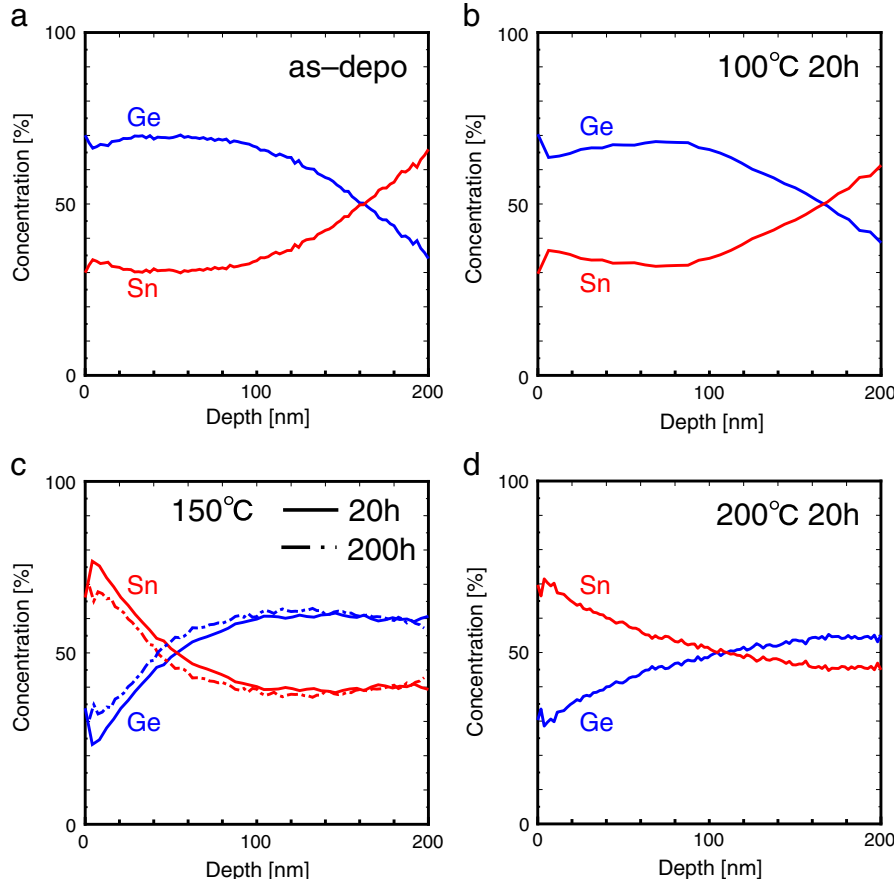 a
100
as–depo
Ge
Concentration [%]
50
Sn
0
0
100
200
Depth [nm]
b
100
100°C 20h
Ge
Concentration [%]
50
Sn
0
0
100
200
Depth [nm]
c
100
150°C
20h
200h
Sn
Concentration [%]
50
Ge
0
0
100
200
Depth [nm]
d
100
200°C 20h
Sn
Concentration [%]
50
Ge
0
0
100
200
Depth [nm]